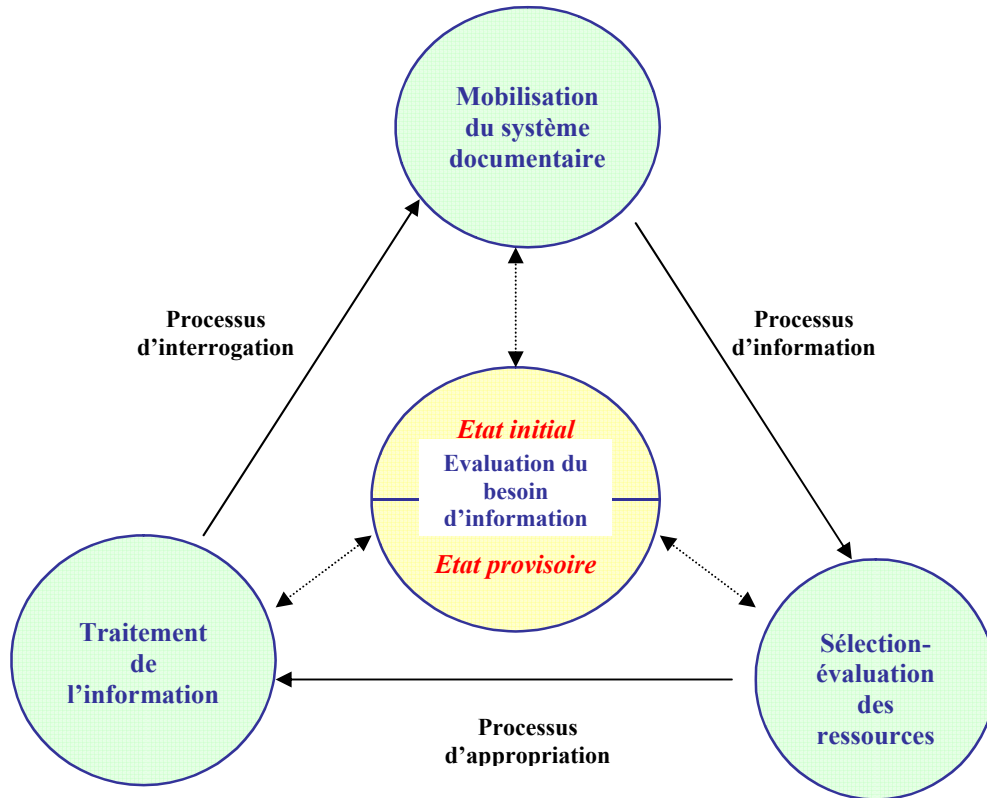 Mobilisation
du système
documentaire
Processus
d’interrogation
Processus
d’information
Etat initial
Evaluation du
besoin
d’information
Etat provisoire
Traitement
de
l’information
Sélection-
évaluation
des
ressources
Processus
d’appropriation